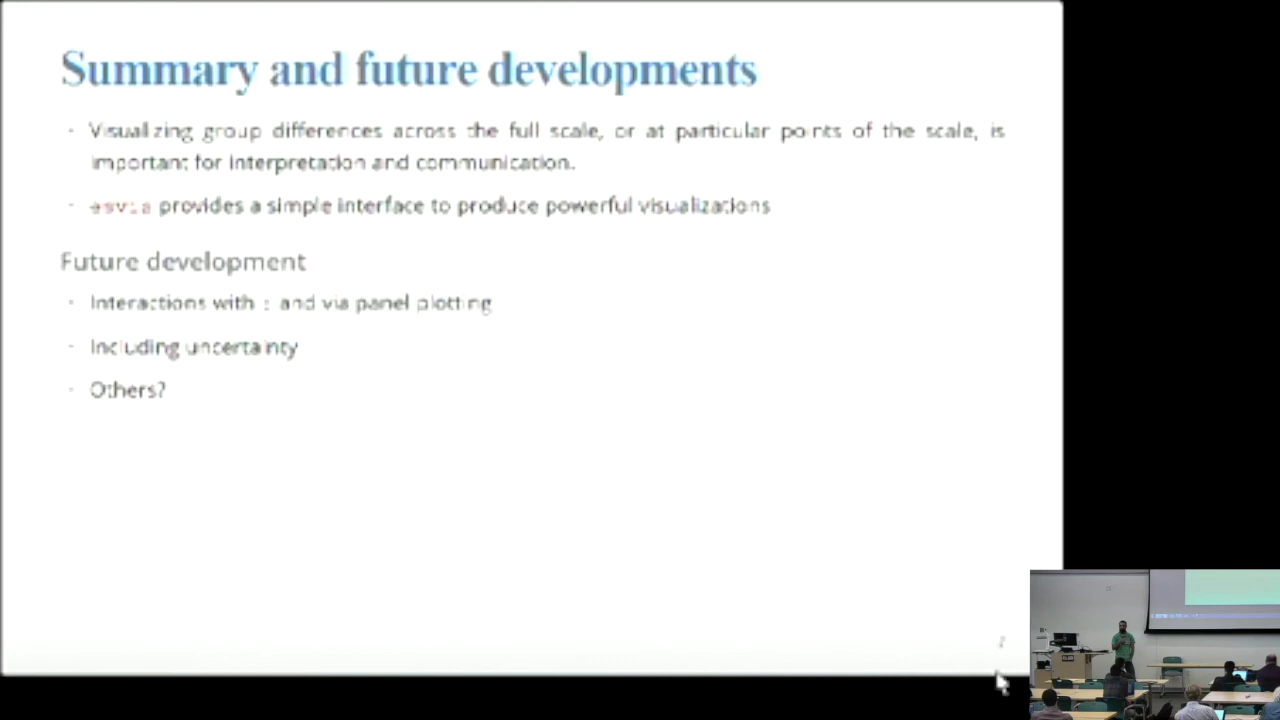 Summary and future developments
· Visualizing group differences across the full scale, or at particular points of the scale, is
important for interpretation and communication.
· esvis provides a simple interface to produce powerful visualizations
Future development
· Interactions with : and via panel plotting
· Including uncertainty
· Others?